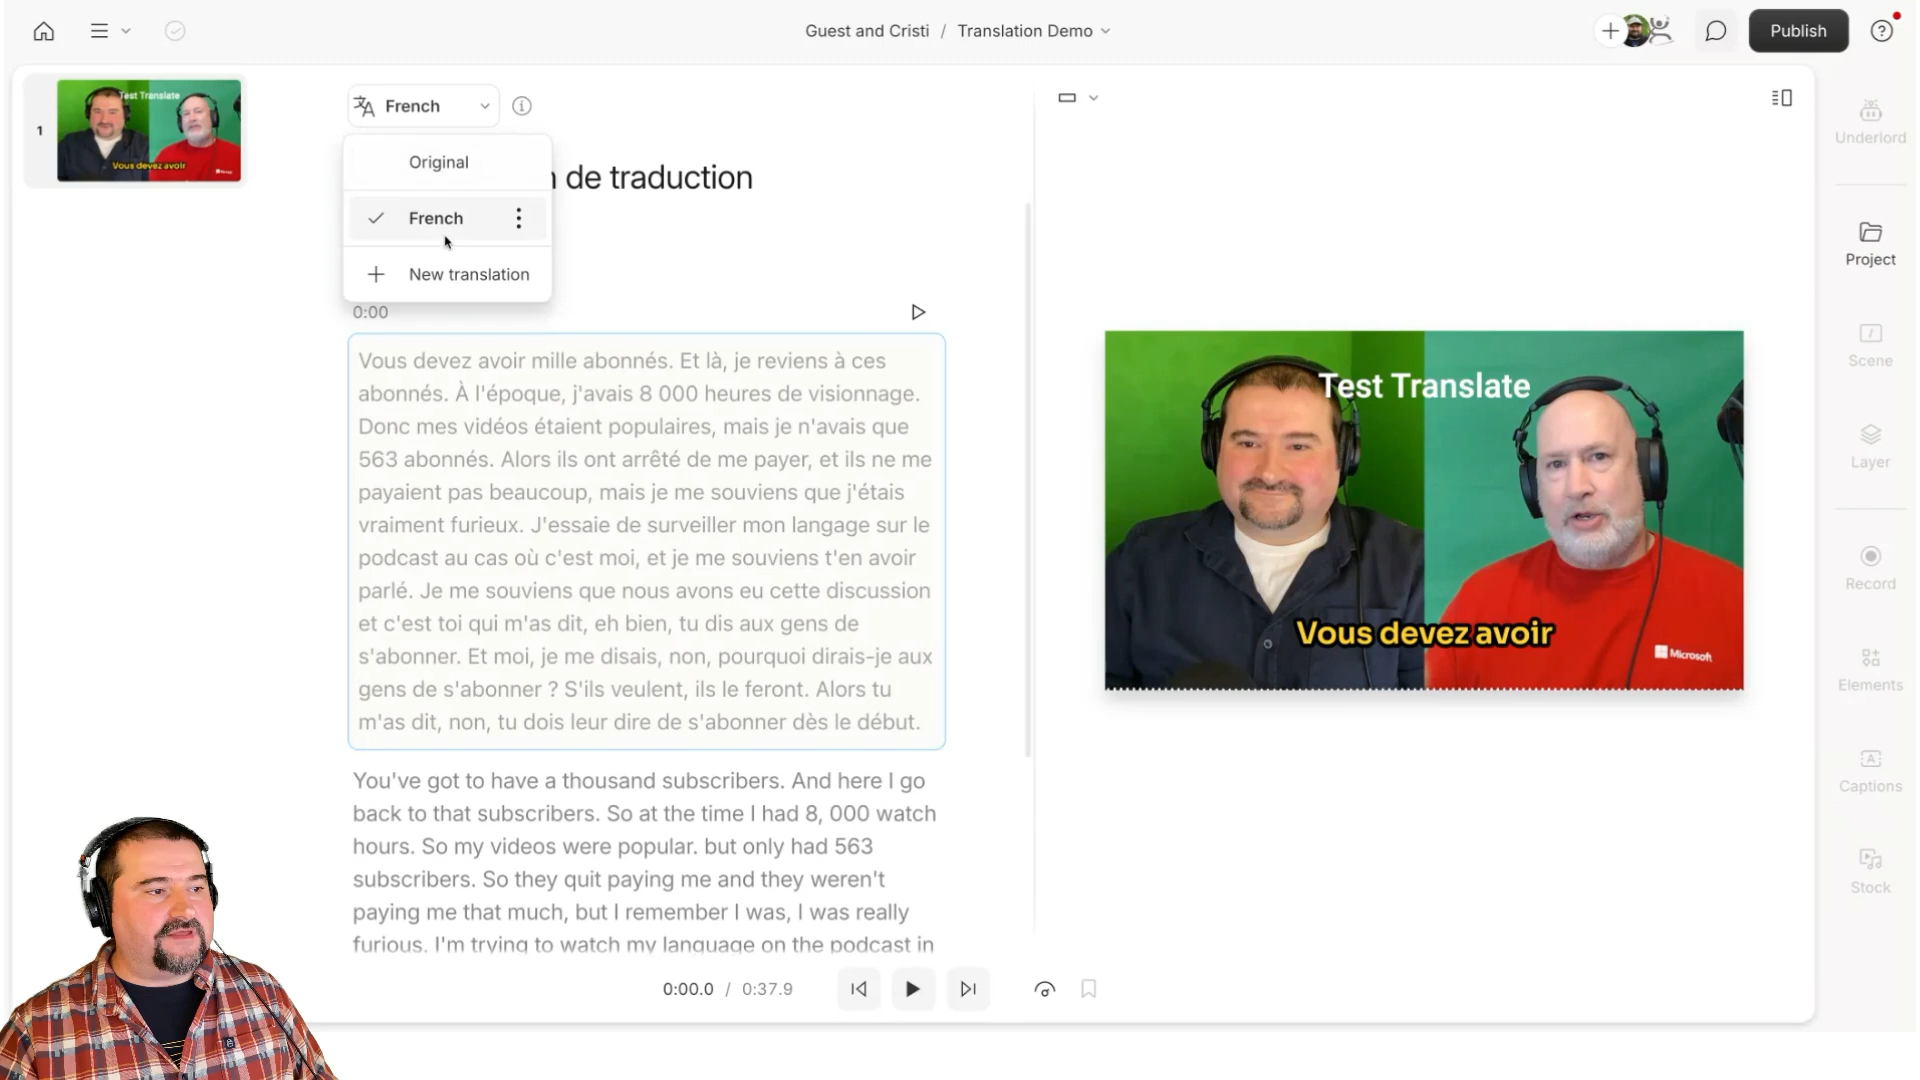 Guest and Cristi / Translation Demo
Publish
1
Test Translate
Vous devez avoir
French
Original
French
New translation
n de traduction
0:00
Vous devez avoir mille abonnés. Et là, je reviens à ces
abonnés. À l'époque, j'avais 8 000 heures de visionnage.
Donc mes vidéos étaient populaires, mais je n'avais que
563 abonnés. Alors ils ont arrêté de me payer, et ils ne me
payaient pas beaucoup, mais je me souviens que j'étais
vraiment furieux. J'essaie de surveiller mon langage sur le
podcast au cas où c'est moi, et je me souviens t'en avoir
parlé. Je me souviens que nous avons eu cette discussion
et c'est toi qui m'as dit, eh bien, tu dis aux gens de
s'abonner. Et moi, je me disais, non, pourquoi dirais-je aux
gens de s'abonner ? S'ils veulent, ils le feront. Alors tu
m'as dit, non, tu dois leur dire de s'abonner dès le début.
You've got to have a thousand subscribers. And here I go
back to that subscribers. So at the time I had 8, 000 watch
hours. So my videos were popular. but only had 563
subscribers. So they quit paying me and they weren't
paying me that much, but I remember I was, I was really
furious. I'm trying to watch my language on the podcast in
0:00.0 / 0:37.9
Test Translate
Vous devez avoir
Microsoft
Underlord
Project
Scene
Layer
Record
Elements
Captions
Stock